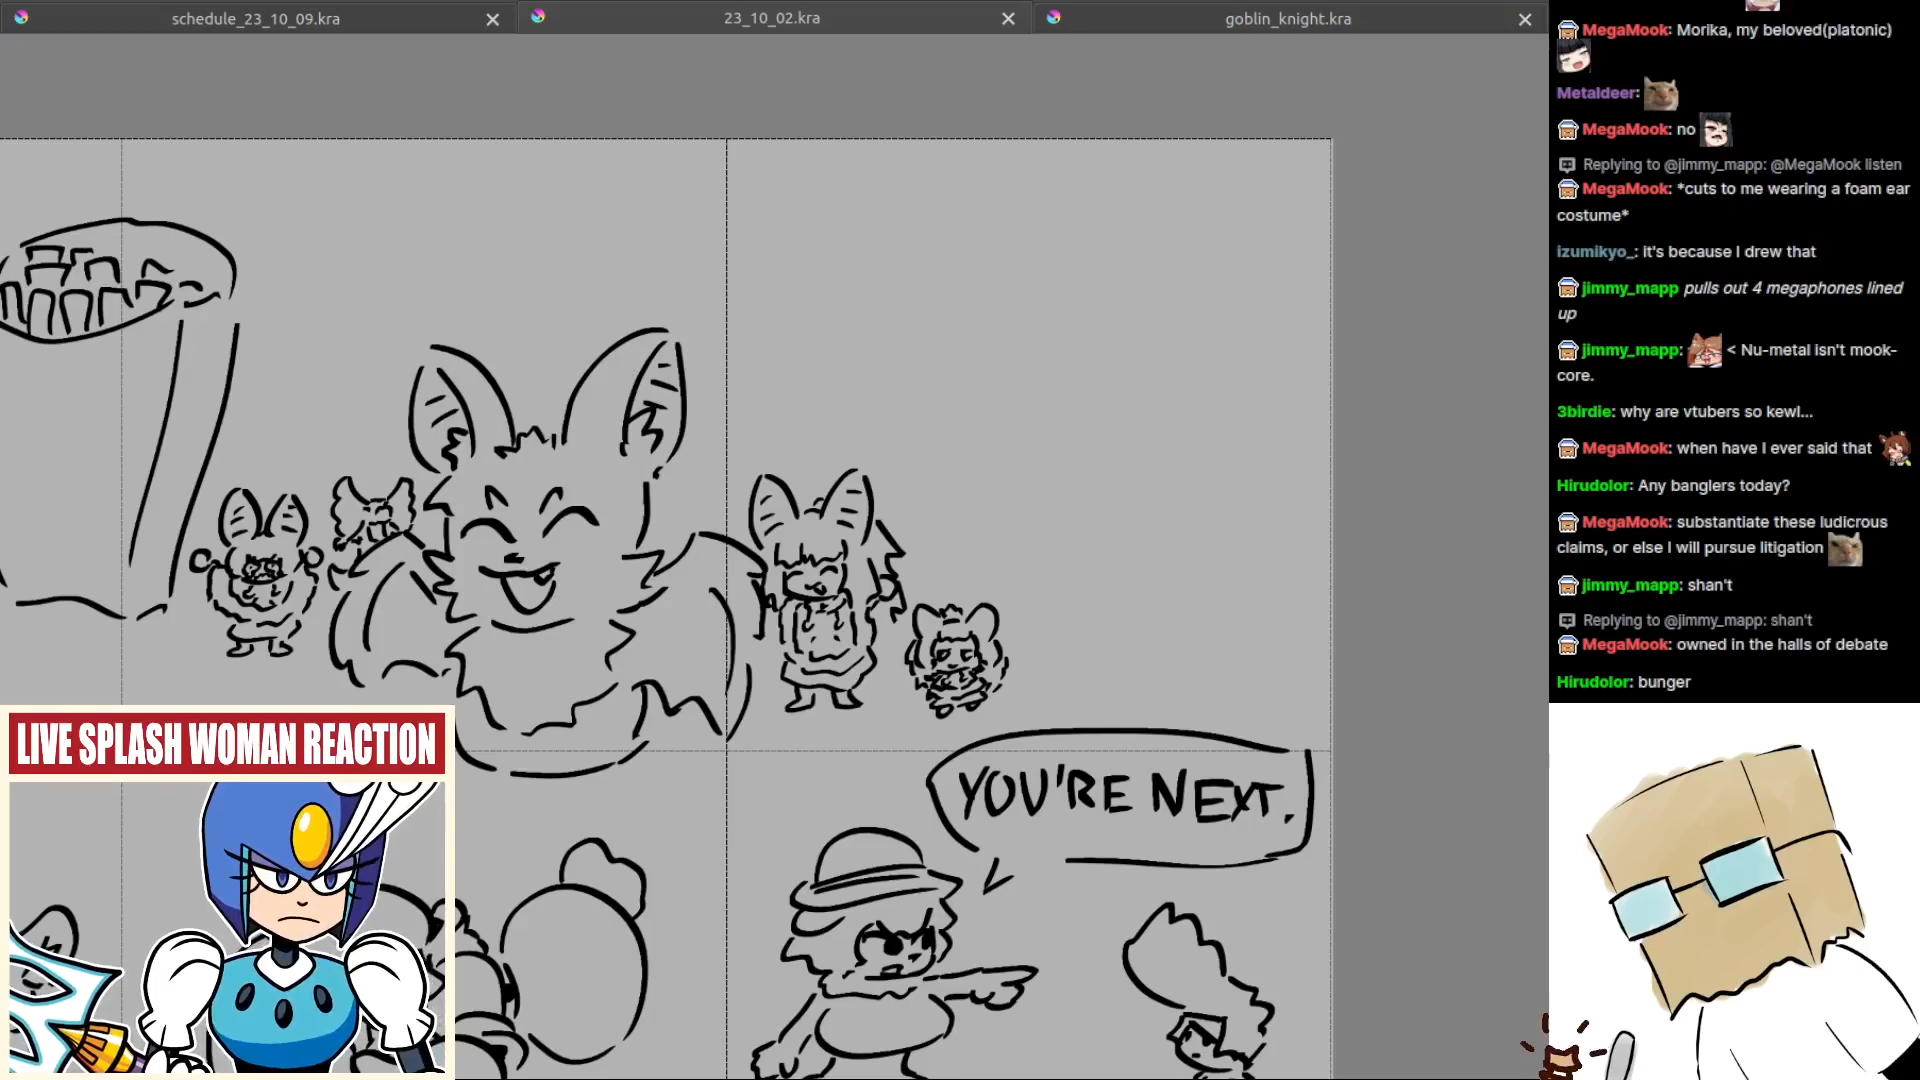 schedule_23_10_09.kra
23_10_02.kra
goblin_knight.kra
MegaMook: Morika, my beloved(platonic)
Metaldeer:
MegaMook: no
Replying to @jimmy_mapp: @MegaMook listen
MegaMook: *cuts to me wearing a foam ear
costume*
izumikyo_: it's because I drew that
jimmy_mapp pulls out 4 megaphones lined
up
jimmy_mapp: < Nu-metal isn't mook-
core.
3birdie: why are vtubers so kewl...
MegaMook: when have I ever said that
Hirudolor: Any banglers today?
MegaMook: substantiate these ludicrous
claims, or else I will pursue litigation
jimmy_mapp: shan't
Replying to @jimmy_mapp: shan't
MegaMook: owned in the halls of debate
Hirudolor: bunger
LIVE SPLASH WOMAN REACTION
YOU'RE NEXT.